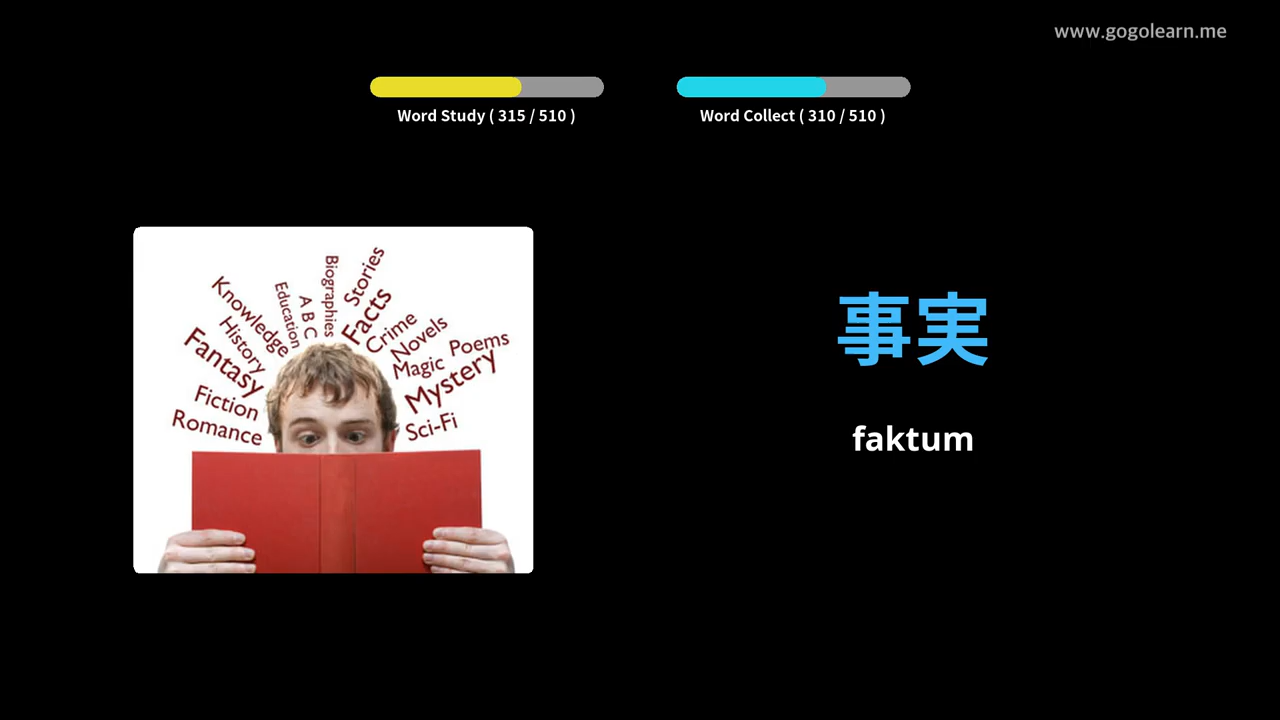 www.gogolearn.me
Word Study ( 315 / 510 )
Word Collect ( 310 / 510 )
Biographies
Stories
Knowledge
Education
A B C
Facts
History
Crime
Novels
Poems
Fantasy
Magic
Mystery
Fiction
Romance
Sci-Fi
事実
faktum